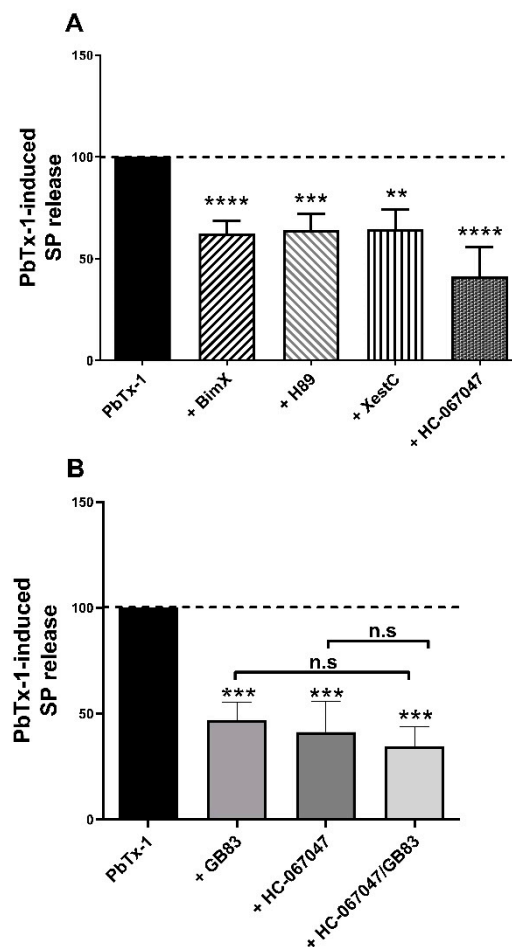 A
150
100
50
0
PbTx-1-induced
SP release
****
***
**
****
PbTx-1
+ BimX
+ H89
+ XestC
+ HC-067047
B
150
100
50
0
PbTx-1-induced
SP release
n.s
n.s
***
***
***
PbTx-1
+ GB83
+ HC-067047
+ HC-067047/GB83